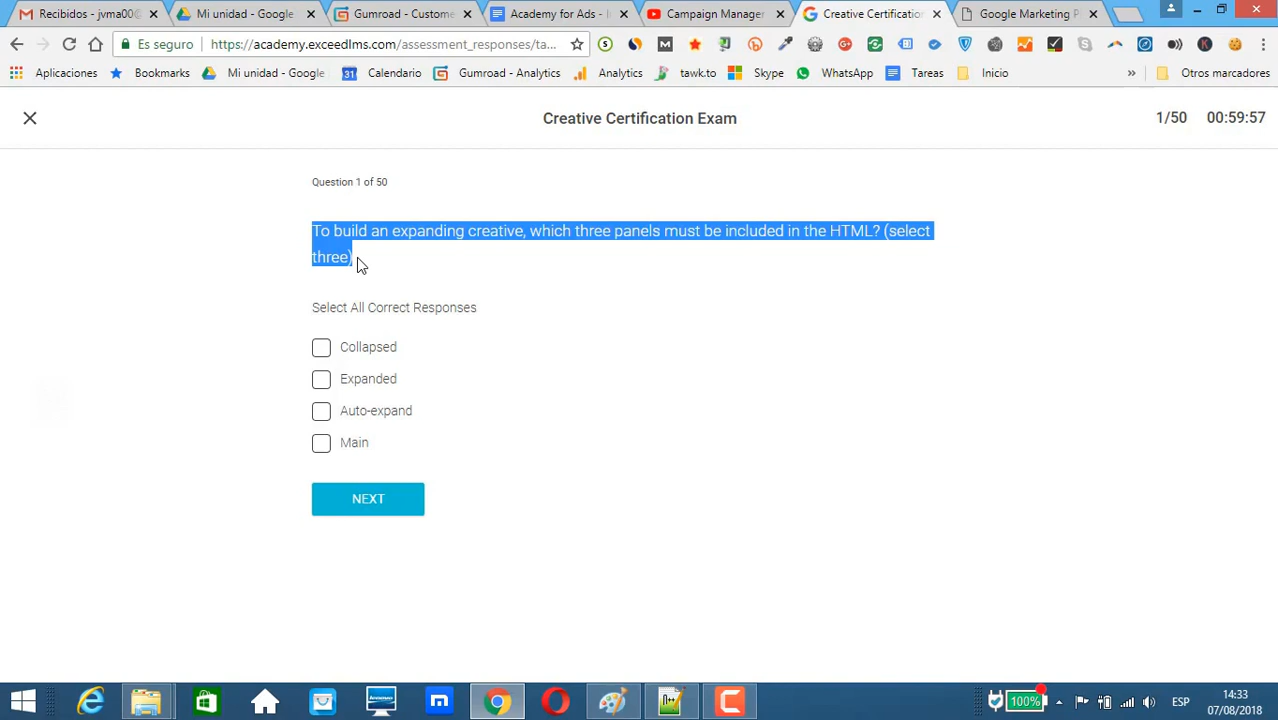 Recibidos - jvma00@
Mi unidad - Google
Gumroad - Custome
Academy for Ads - I
Campaign Manager
Creative Certification
Google Marketing P
Es seguro
https://academy.exceedlms.com/assessment_responses/ta...
Aplicaciones
Bookmark
Mi unidad - Google
Calendario
Gumroad - Analytics
Analytics
tawk.to
Skype
WhatsApp
Tareas
Inicio
»
Otros marcadores
Creative Certification Exam
1/50
00:59:57
Question 1 of 50
To build an expanding creative, which three panels must be included in the HTML? (select
three)
Select All Correct Responses
Collapsed
Expanded
Auto-expand
Main
NEXT
100%
ESP
14:33
07/08/2018